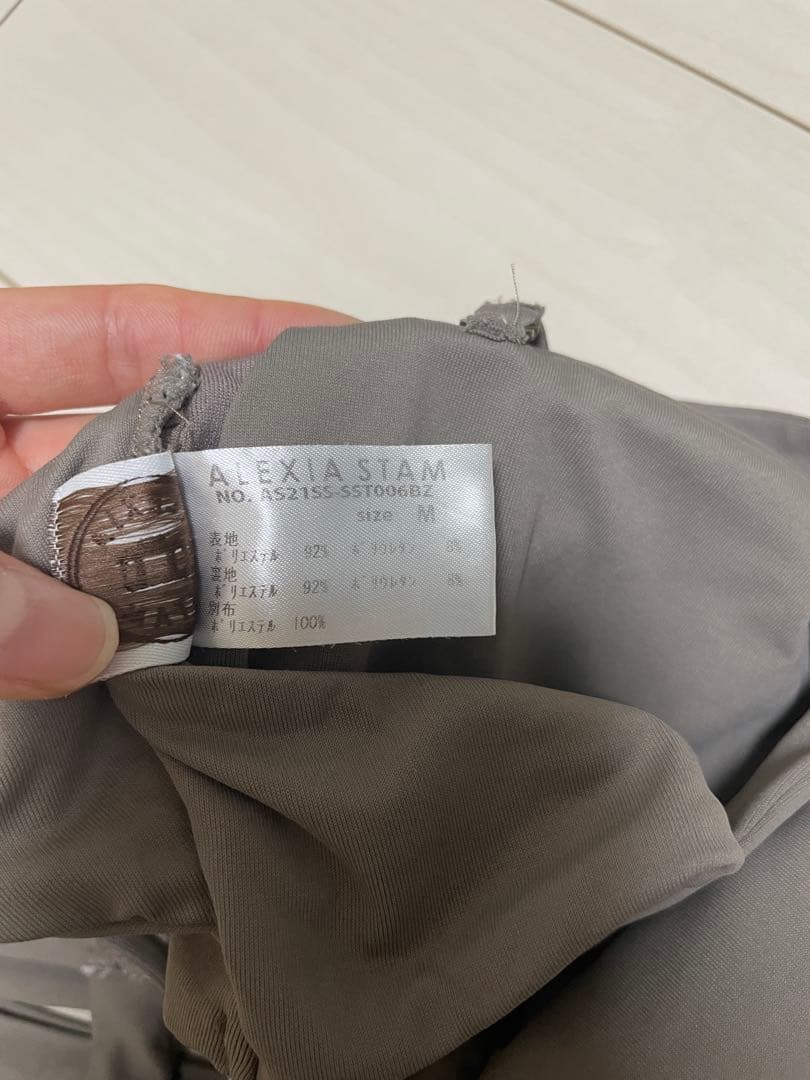 ALEXIA STAM
NO. AS21SS-SST006BZ
size M
表地
ポリエステル 92% ポリウレタン 8%
裏地
ポリエステル 92% ポリウレタン 8%
別布
ポリエステル 100%